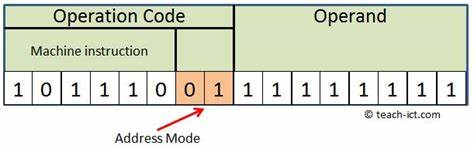 Operation Code Operand
Machine instruction
1 0 1 1 1 0 0 1 1 1 1 1 1 1 1 1
© teach-ict.com
Address Mode